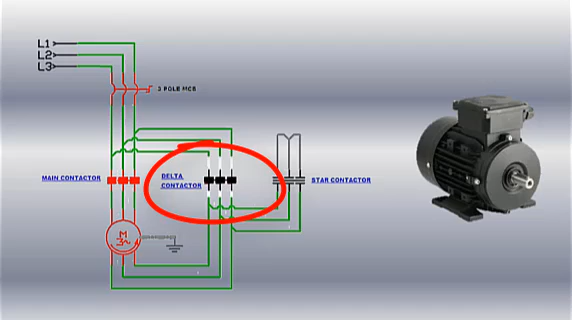 L1
L2
L3
3 POLE MCB
MAIN CONTACTOR
DELTA
CONTACTOR
STAR CONTACTOR
M
3~